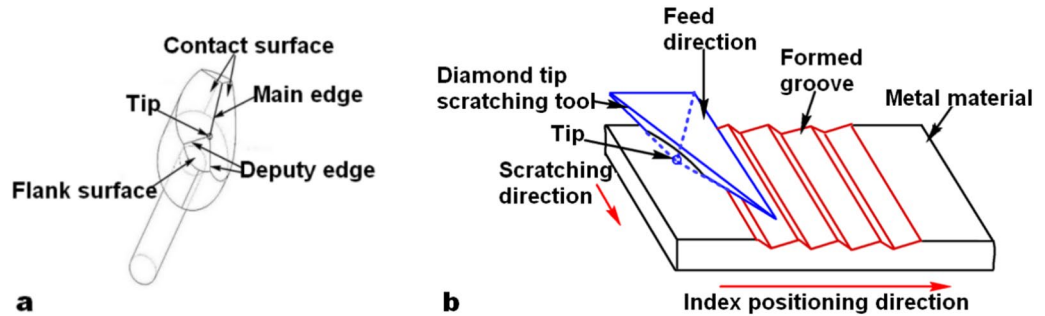 Contact surface
Tip
Main edge
Deputy edge
Flank surface
a
Feed
direction
Diamond tip
scratching tool
Tip
Scratching
direction
Formed
groove
Metal material
Index positioning direction
b